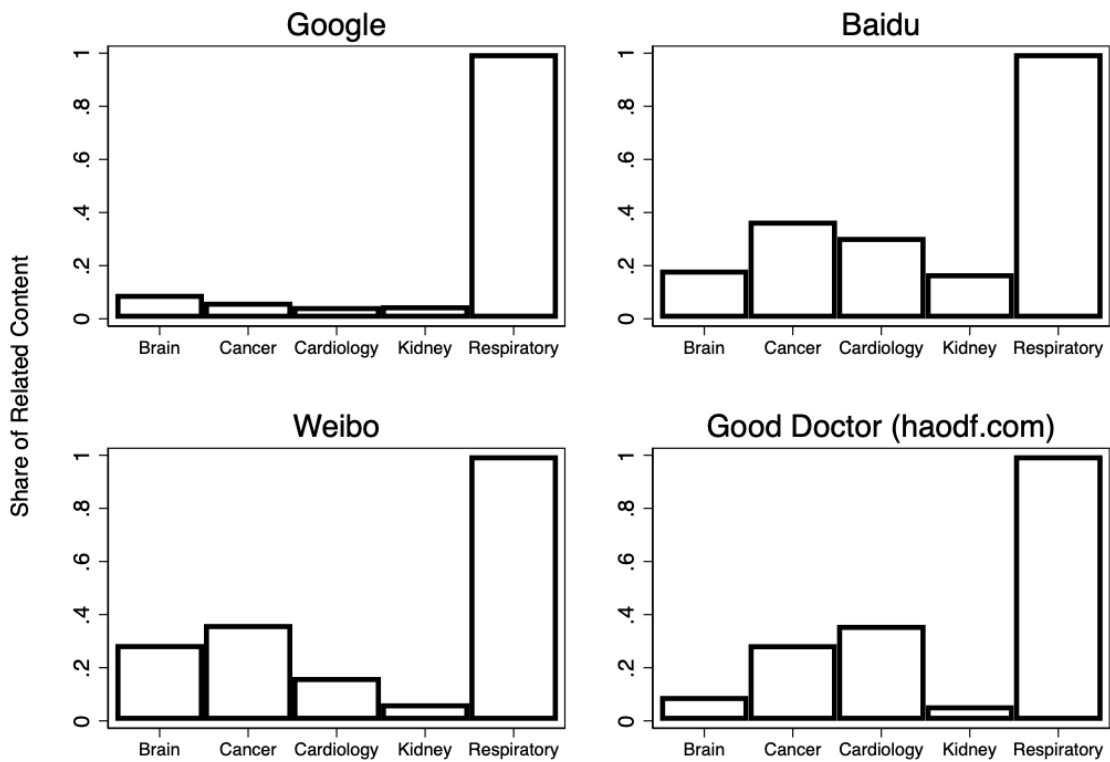 Share of Related Content
Google
1
.8
.6
.4
.2
0
Brain Cancer Cardiology Kidney Respiratory
Baidu
1
.8
.6
.4
.2
0
Brain Cancer Cardiology Kidney Respiratory
Weibo
1
.8
.6
.4
.2
0
Brain Cancer Cardiology Kidney Respiratory
Good Doctor (haodf.com)
1
.8
.6
.4
.2
0
Brain Cancer Cardiology Kidney Respiratory